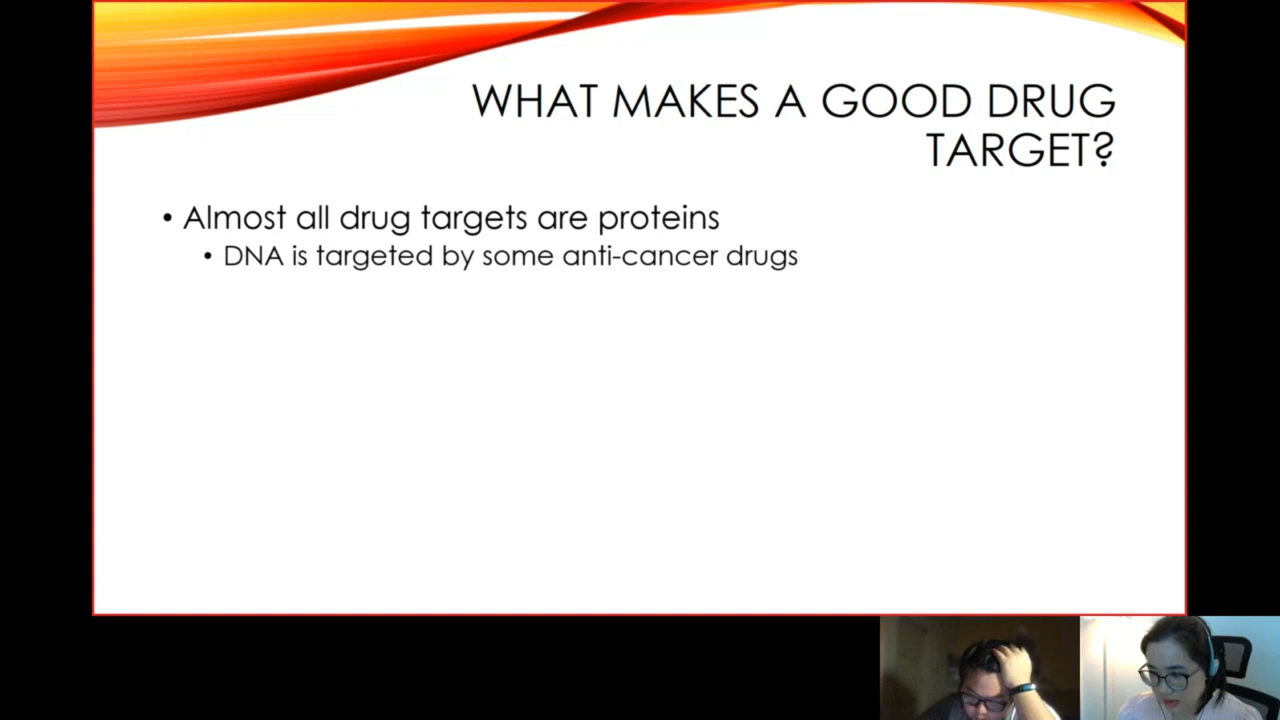 WHAT MAKES A GOOD DRUG
TARGET?
• Almost all drug targets are proteins
• DNA is targeted by some anti-cancer drugs